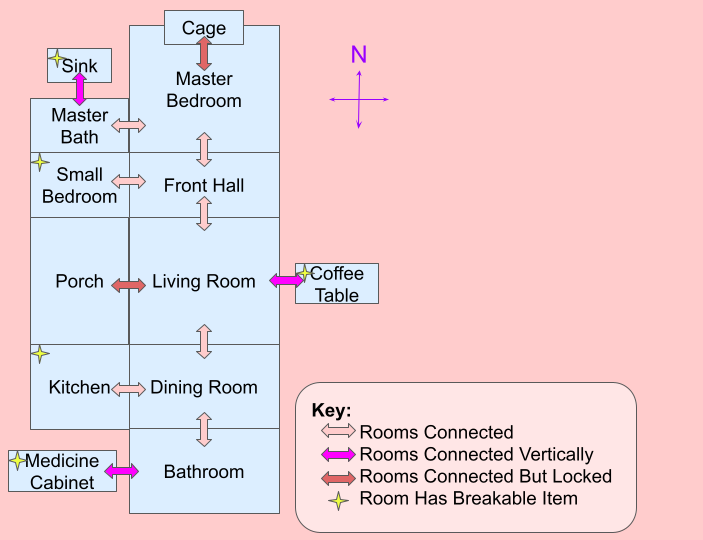 Cage
Sink
Master
Bedroom
N
Master
Bath
Small
Bedroom
Front Hall
Porch
Living Room
Coffee
Table
Kitchen
Dining Room
Medicine
Cabinet
Bathroom
Key:
Rooms Connected
Rooms Connected Vertically
Rooms Connected But Locked
Room Has Breakable Item